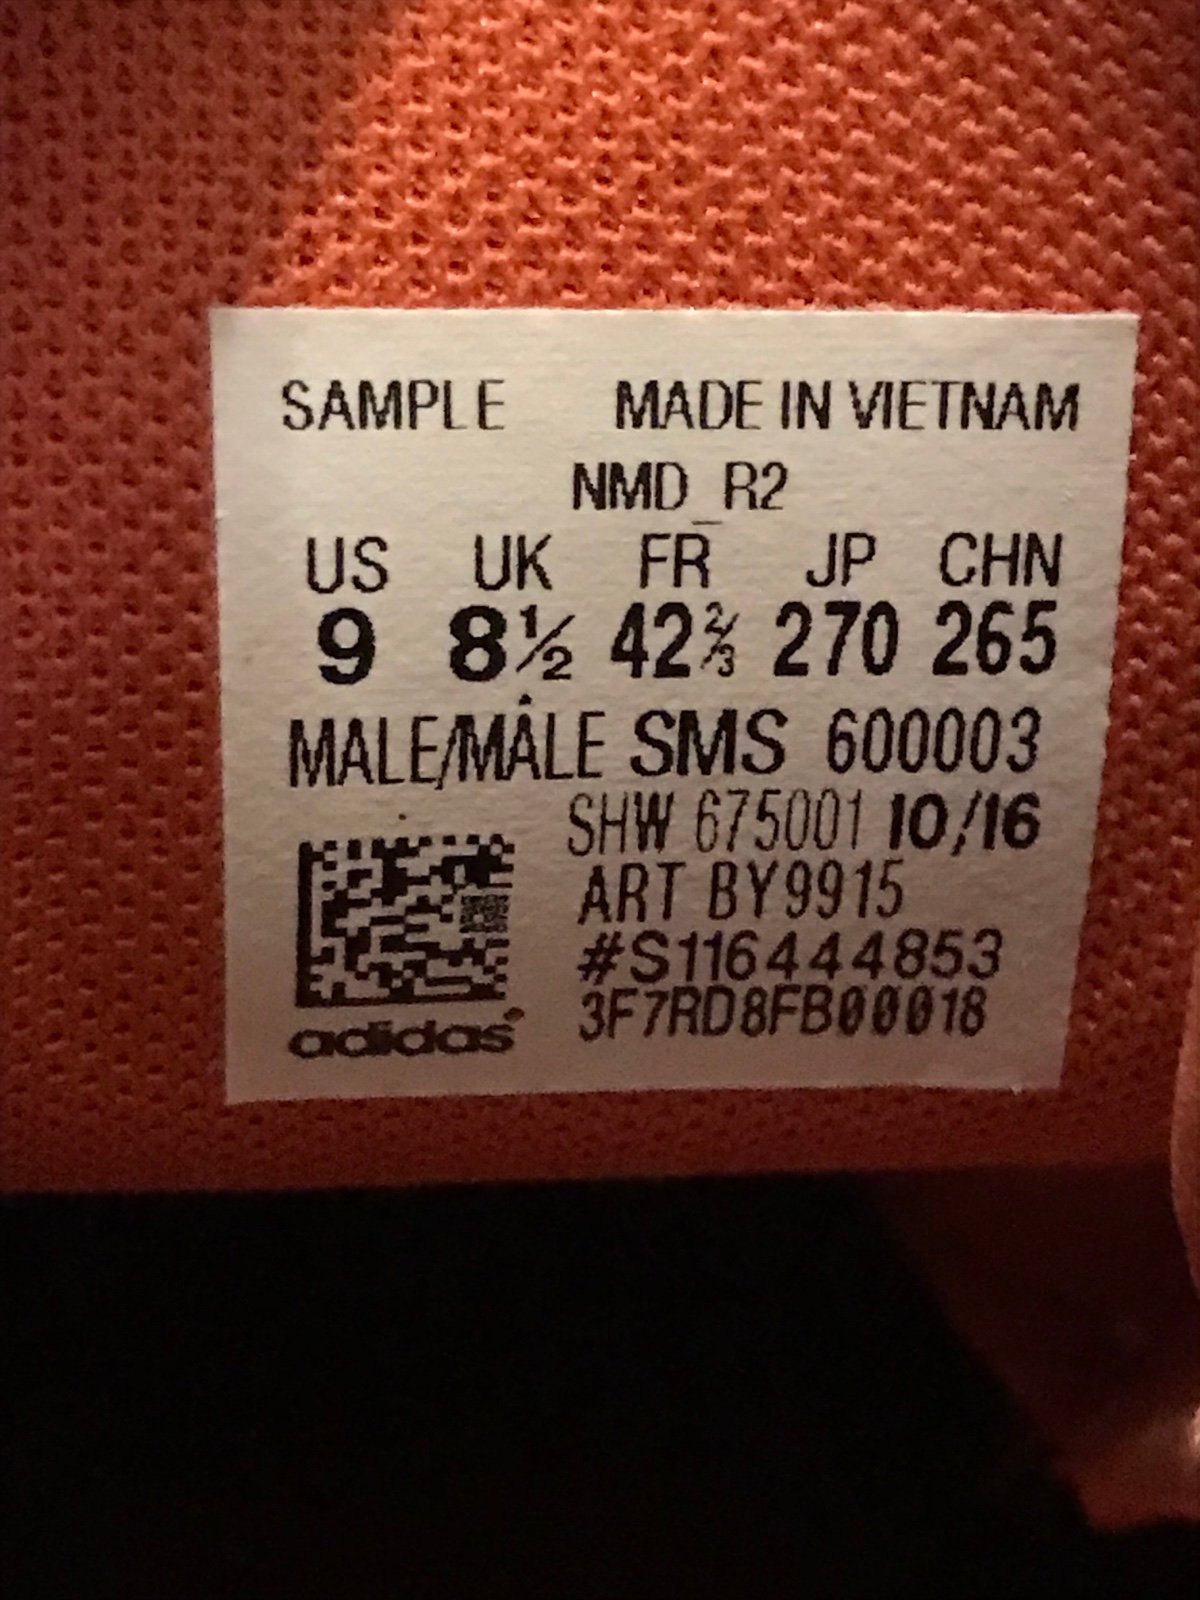 SAMPLE MADE IN VIETNAM
NMD_R2
US UK FR JP CHN
9 8½ 42⅔ 270 265
MALE/MÂLE SMS 600003
SHW 675001 10/16
ART BY9915
#S116444853
3F7RD8FB00018
adidas®